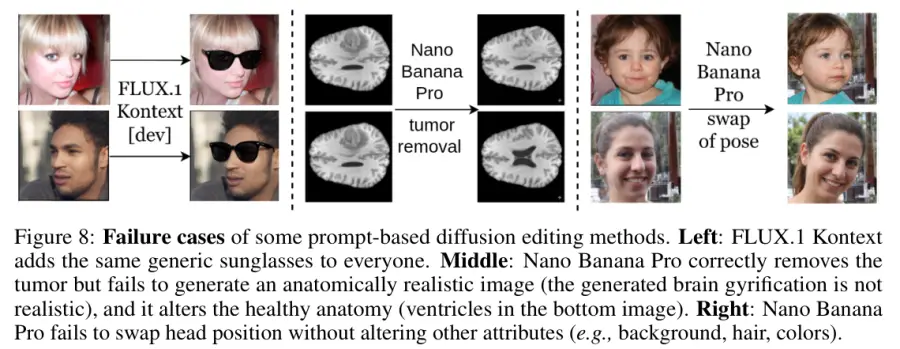 FLUX.1
Kontext
[dev]
Nano
Banana
Pro
tumor
removal
Nano
Banana
Pro
swap
of pose
Figure 8: Failure cases of some prompt-based diffusion editing methods. Left: FLUX.1 Kontext
adds the same generic sunglasses to everyone. Middle: Nano Banana Pro correctly removes the
tumor but fails to generate an anatomically realistic image (the generated brain gyrification is not
realistic), and it alters the healthy anatomy (ventricles in the bottom image). Right: Nano Banana
Pro fails to swap head position without altering other attributes (e.g., background, hair, colors).